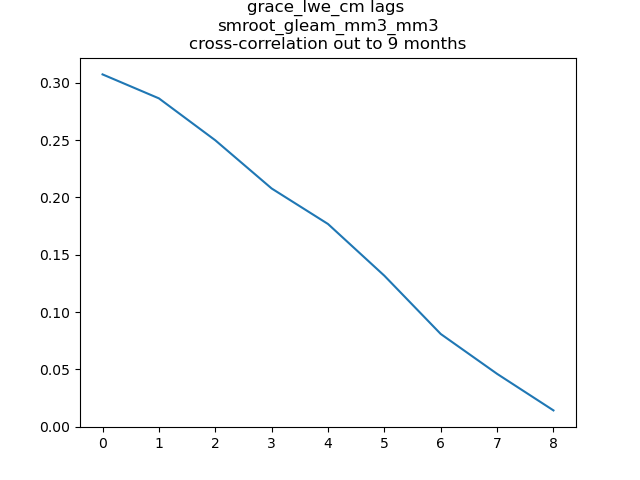 grace_lwe_cm lags
smroot_gleam_mm3_mm3
cross-correlation out to 9 months
0.30
0.25
0.20
0.15
0.10
0.05
0.00
0 1 2 3 4 5 6 7 8